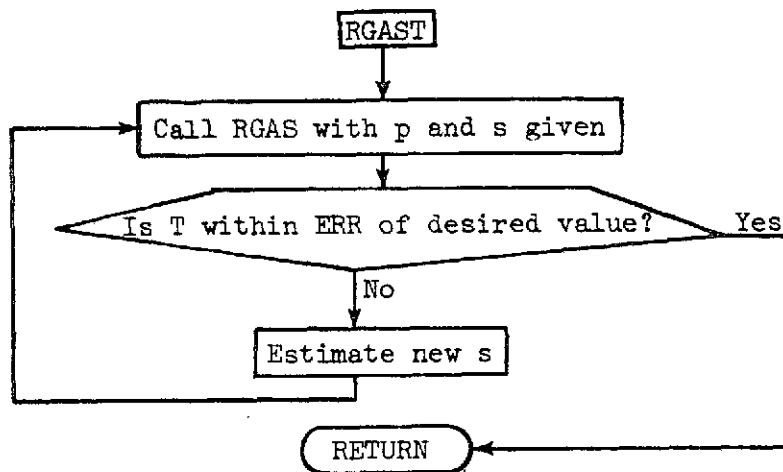 RGAST
Call RGAS with p and s given
Is T within ERR of desired value?
Yes
No
Estimate new s
RETURN